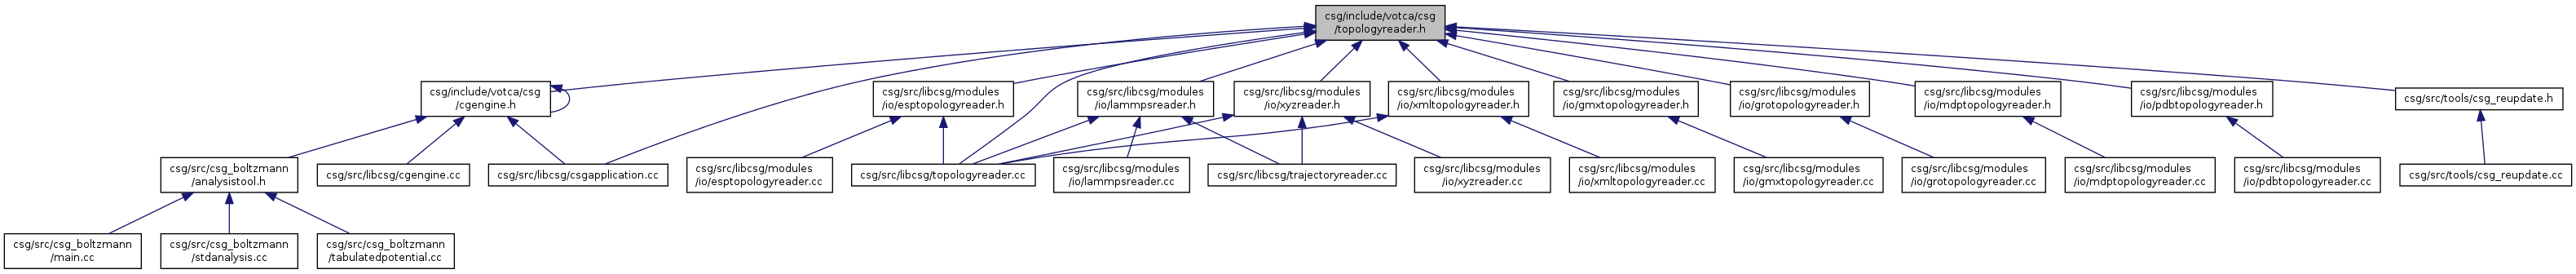 csg/include/votca/csg
/topologyreader.h
csg/include/votca/csg
/cgengine.h
csg/src/libcsg/modules
/io/esptopologyreader.h
csg/src/libcsg/modules
/io/lammpsreader.h
csg/src/libcsg/modules
/io/xyzreader.h
csg/src/libcsg/modules
/io/xmltopologyreader.h
csg/src/libcsg/modules
/io/gmxtopologyreader.h
csg/src/libcsg/modules
/io/grotopologyreader.h
csg/src/libcsg/modules
/io/mdptopologyreader.h
csg/src/libcsg/modules
/io/pdbtopologyreader.h
csg/src/tools/csg_reupdate.h
csg/src/csg_boltzmann
/analysistool.h
csg/src/libcsg/cgengine.cc
csg/src/libcsg/csgapplication.cc
csg/src/libcsg/modules
/io/esptopologyreader.cc
csg/src/libcsg/topologyreader.cc
csg/src/libcsg/modules
/io/lammpsreader.cc
csg/src/libcsg/trajectoryreader.cc
csg/src/libcsg/modules
/io/xyzreader.cc
csg/src/libcsg/modules
/io/xmltopologyreader.cc
csg/src/libcsg/modules
/io/gmxtopologyreader.cc
csg/src/libcsg/modules
/io/grotopologyreader.cc
csg/src/libcsg/modules
/io/mdptopologyreader.cc
csg/src/libcsg/modules
/io/pdbtopologyreader.cc
csg/src/tools/csg_reupdate.cc
csg/src/csg_boltzmann
/main.cc
csg/src/csg_boltzmann
/stdanalysis.cc
csg/src/csg_boltzmann
/tabulatedpotential.cc